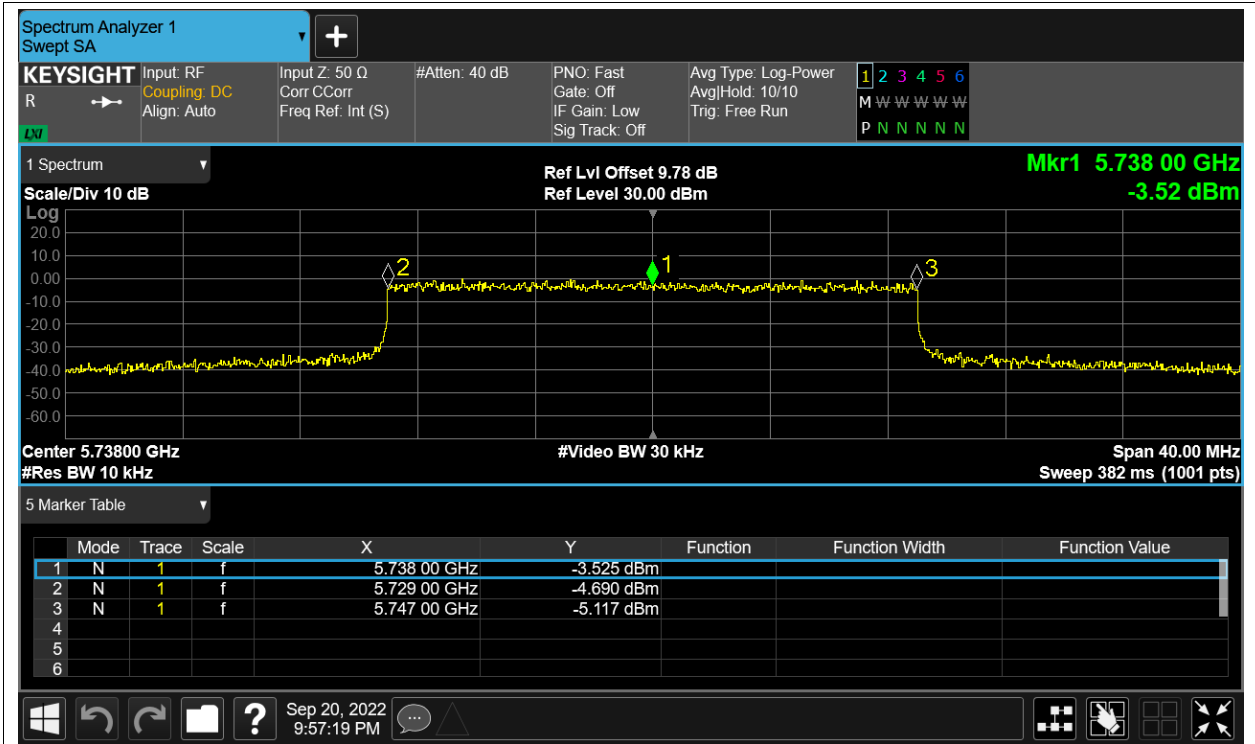 Spectrum Analyzer 1
Swept SA
KEYSIGHT
R
LXI
Input: RF
Coupling: DC
Align: Auto
Input Z: 50 Ω
Corr CCorr
Freq Ref: Int (S)
#Atten: 40 dB
PNO: Fast
Gate: Off
IF Gain: Low
Sig Track: Off
Avg Type: Log-Power
Avg|Hold: 10/10
Trig: Free Run
1 2 3 4 5 6
M W W W W W
P N N N N N
1 Spectrum
Scale/Div 10 dB
Ref Lvl Offset 9.78 dB
Ref Level 30.00 dBm
Mkr1 5.738 00 GHz
-3.52 dBm
Log
20.0
10.0
0.00
-10.0
-20.0
-30.0
-40.0
-50.0
-60.0
2
1
3
Center 5.73800 GHz
#Video BW 30 kHz
Span 40.00 MHz
#Res BW 10 kHz
Sweep 382 ms (1001 pts)
5 Marker Table
Mode Trace Scale X Y Function Function Width Function Value
1 N 1 f 5.738 00 GHz -3.525 dBm
2 N 1 f 5.729 00 GHz -4.690 dBm
3 N 1 f 5.747 00 GHz -5.117 dBm
4
5
6
?
Sep 20, 2022
9:57:19 PM